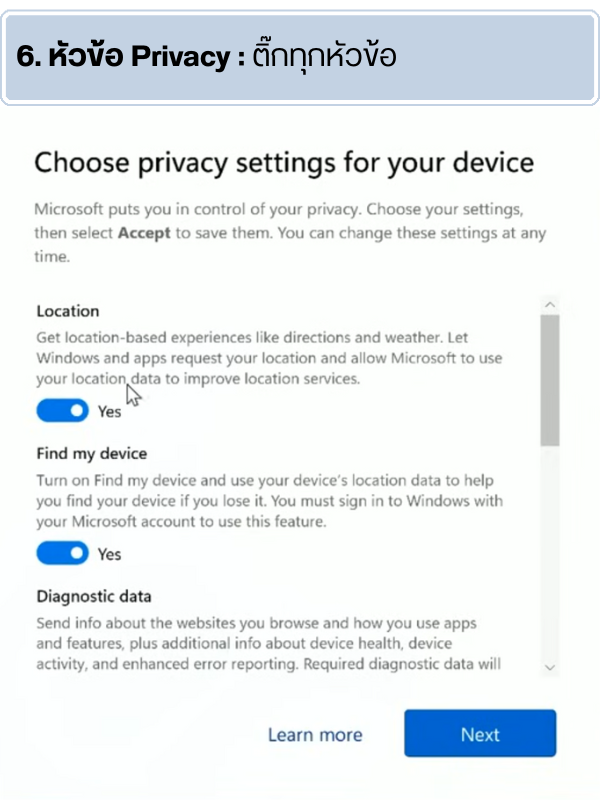 6. หัวข้อ Privacy : ติ๊กทุกหัวข้อ
Choose privacy settings for your device
Microsoft puts you in control of your privacy. Choose your settings,
then select Accept to save them. You can change these settings at any
time.
Location
Get location-based experiences like directions and weather. Let
Windows and apps request your location and allow Microsoft to use
your location data to improve location services.
Yes
Find my device
Turn on Find my device and use your device's location data to help
you find your device if you lose it. You must sign in to Windows with
your Microsoft account to use this feature.
Yes
Diagnostic data
Send info about the websites you browse and how you use apps
and features, plus additional info about device health, device
activity, and enhanced error reporting. Required diagnostic data will
Learn more
Next